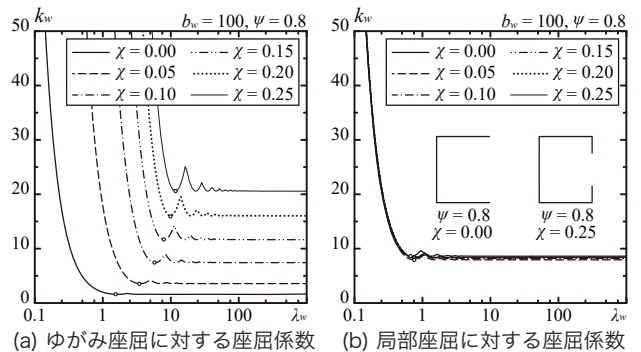 k_w
b_w = 100, ψ = 0.8
50
40
30
20
10
0
χ = 0.00
χ = 0.05
χ = 0.10
χ = 0.15
χ = 0.20
χ = 0.25
0.1
1
10
100
λ_w
(a) ゆがみ座屈に対する座屈係数
k_w
b_w = 100, ψ = 0.8
50
40
30
20
10
0
χ = 0.00
χ = 0.05
χ = 0.10
χ = 0.15
χ = 0.20
χ = 0.25
ψ = 0.8
χ = 0.00
ψ = 0.8
χ = 0.25
0.1
1
10
100
λ_w
(b) 局部座屈に対する座屈係数